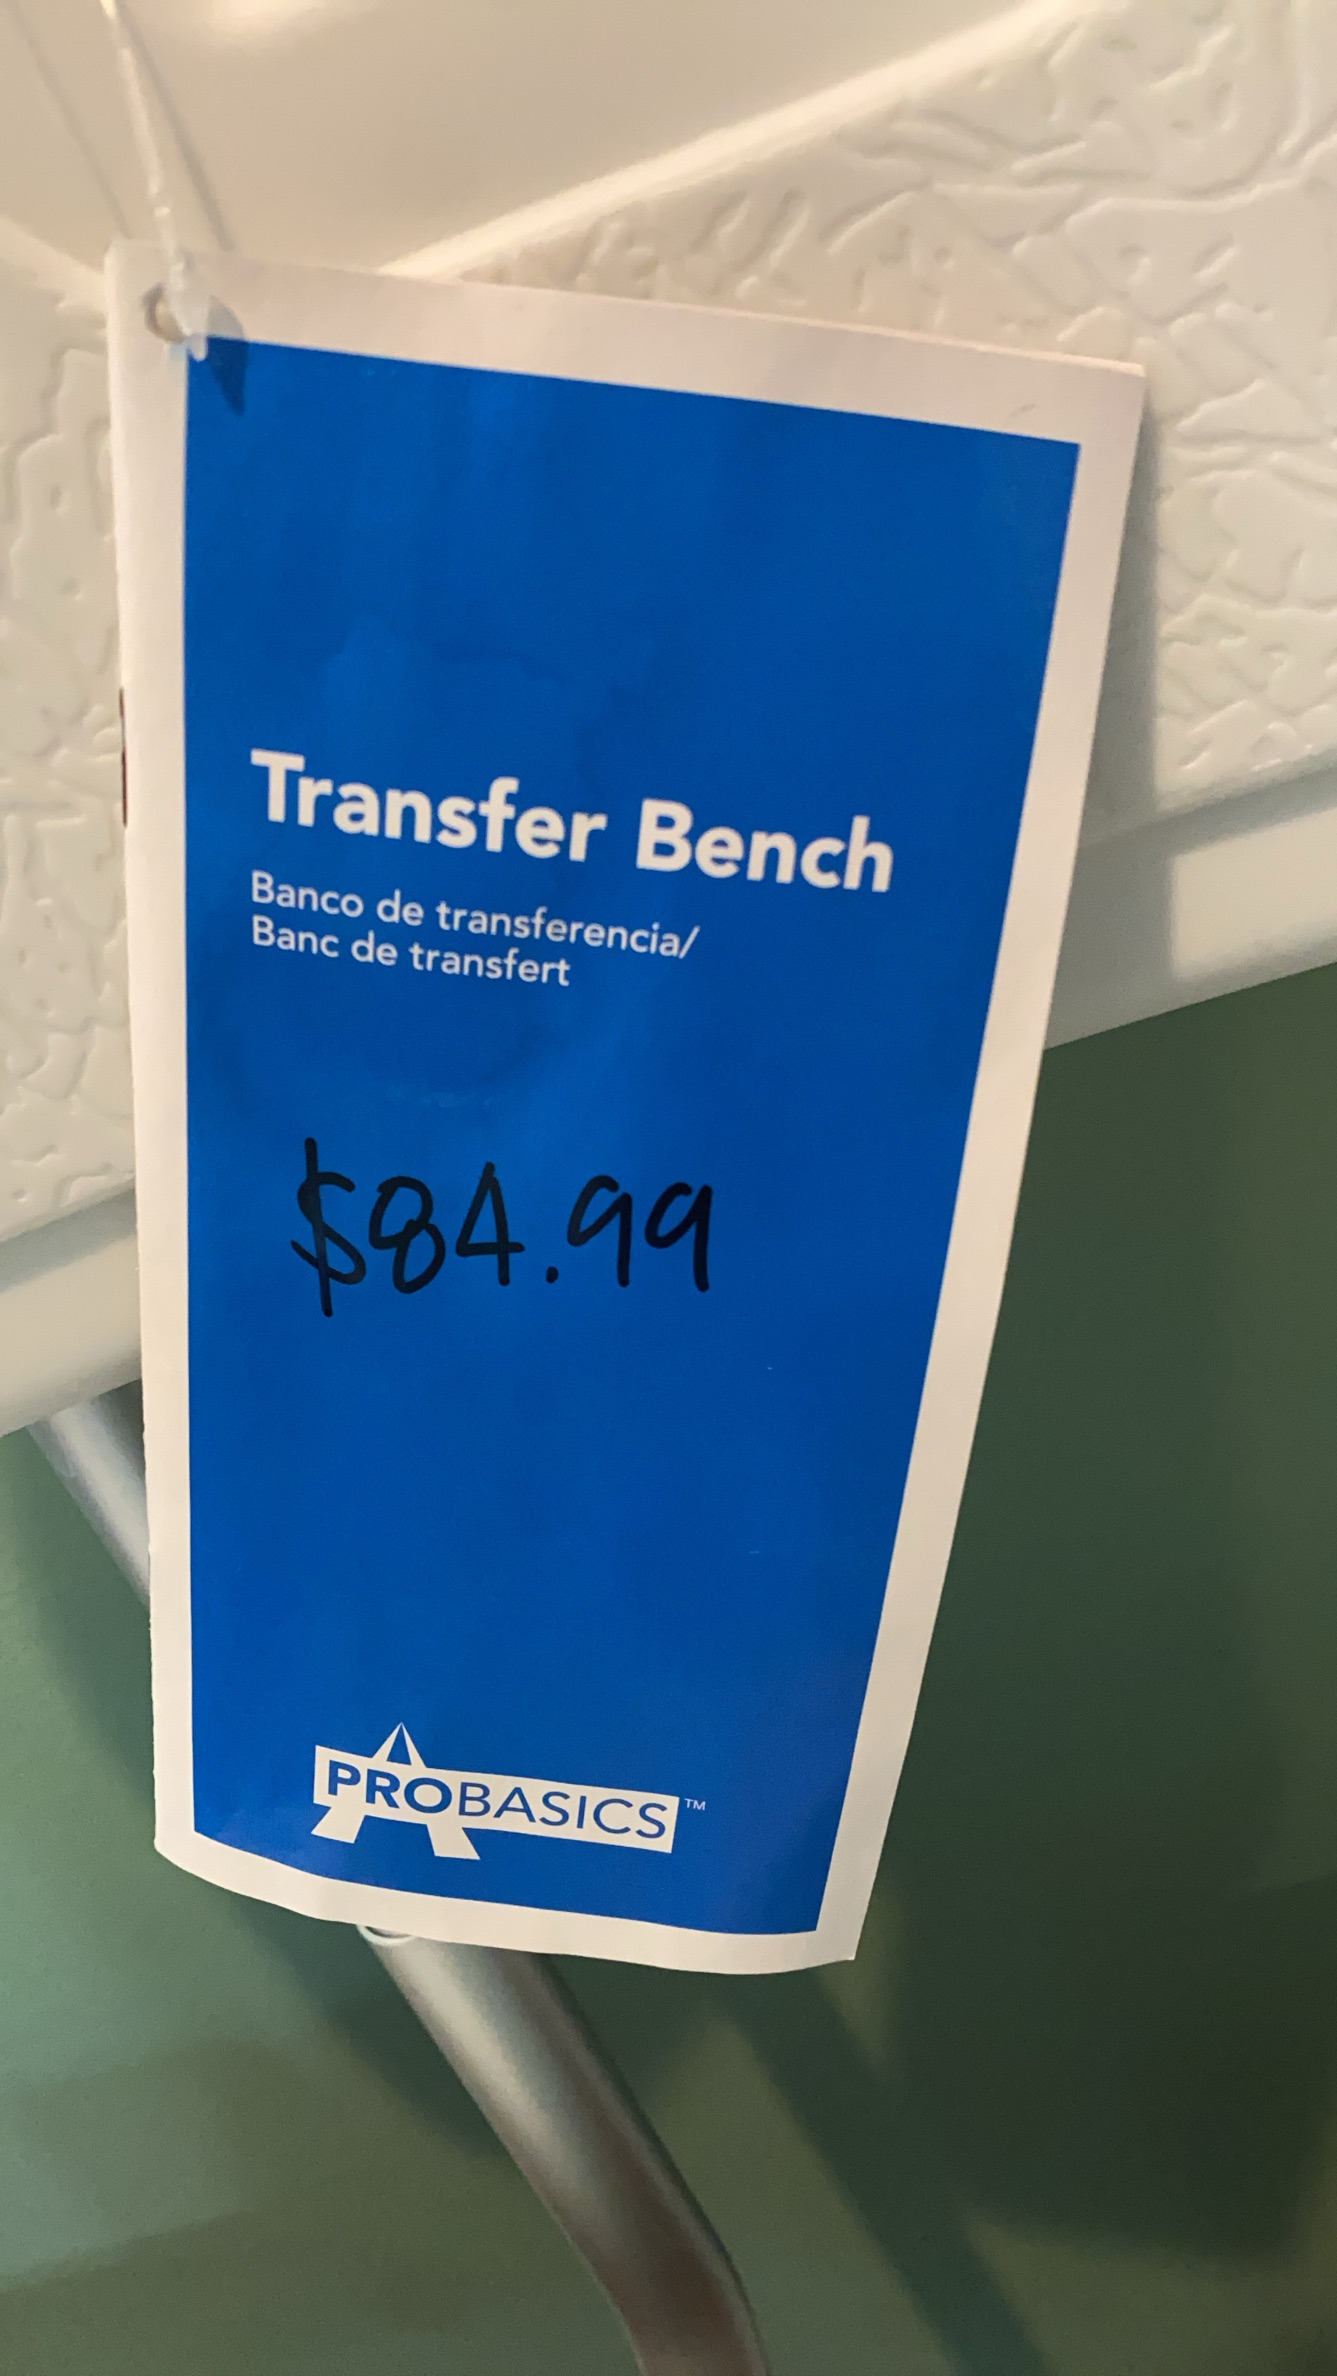 Transfer Bench
Banco de transferencia/
Banc de transfert
$84.99
PROBASICS™